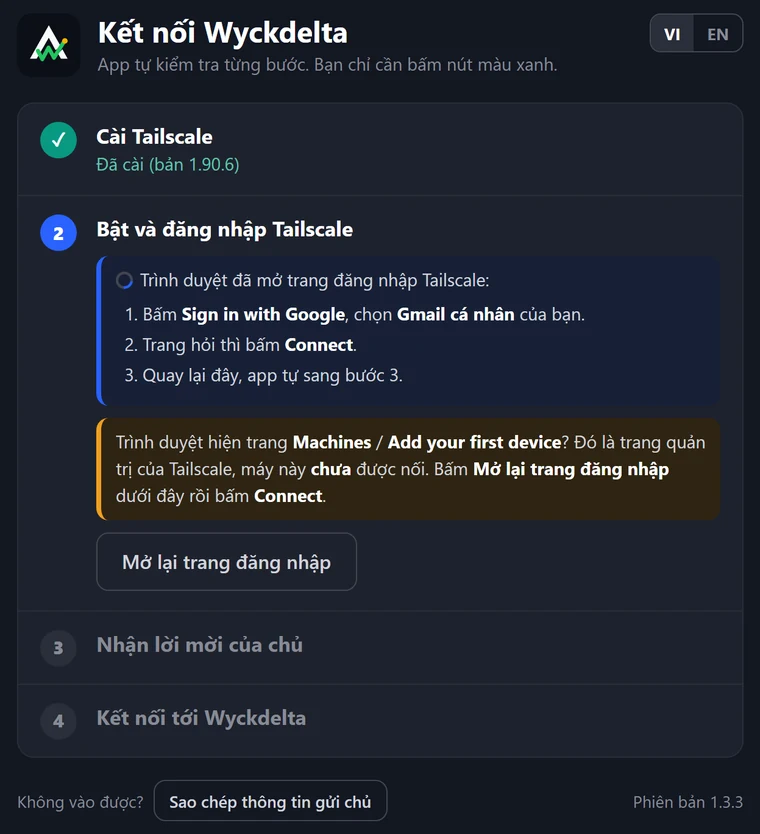 Kết nối Wyckdelta
App tự kiểm tra từng bước. Bạn chỉ cần bấm nút màu xanh.
VI EN
Cài Tailscale
Đã cài (bản 1.90.6)
2 Bật và đăng nhập Tailscale
Trình duyệt đã mở trang đăng nhập Tailscale:
1. Bấm Sign in with Google, chọn Gmail cá nhân của bạn.
2. Trang hỏi thì bấm Connect.
3. Quay lại đây, app tự sang bước 3.
Trình duyệt hiện trang Machines / Add your first device? Đó là trang quản
trị của Tailscale, máy này chưa được nối. Bấm Mở lại trang đăng nhập
dưới đây rồi bấm Connect.
Mở lại trang đăng nhập
3 Nhận lời mời của chủ
4 Kết nối tới Wyckdelta
Không vào được? Sao chép thông tin gửi chủ Phiên bản 1.3.3